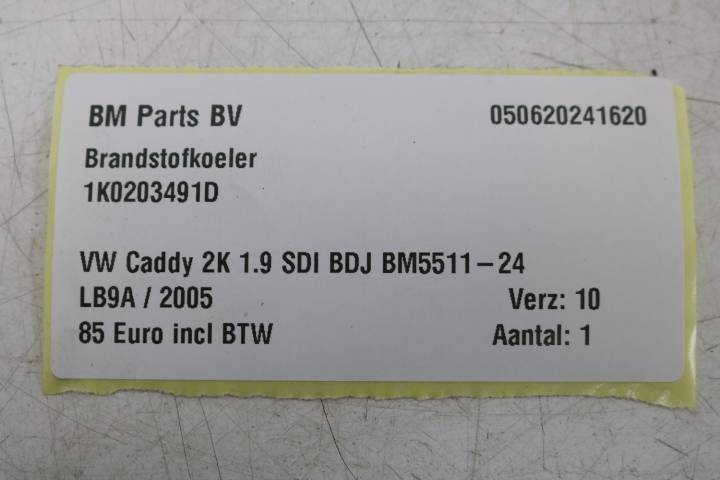 BM Parts BV 050620241620
Brandstofkoeler
1K0203491D
VW Caddy 2K 1.9 SDI BDJ BM5511-24
LB9A / 2005 Verz: 10
85 Euro incl BTW Aantal: 1